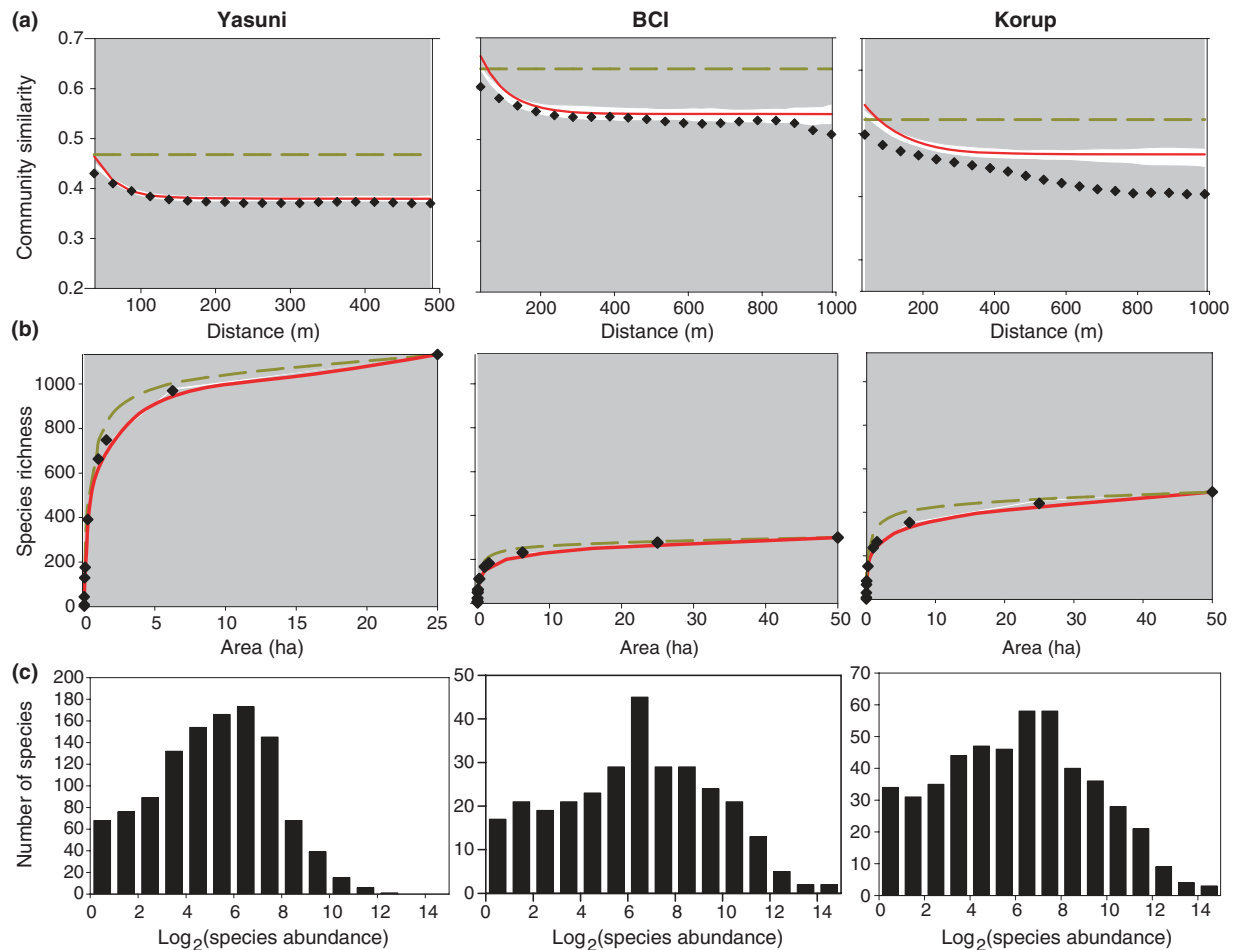 (a) Yasuni BCI Korup
0.7
0.6
0.5
0.4
0.3
0.2
Community similarity
100 200 300 400 500
200 400 600 800 1000
200 400 600 800 1000
Distance (m) Distance (m) Distance (m)
(b)
1000
800
600
400
200
0
Species richness
0 5 10 15 20 25
0 10 20 30 40 50
0 10 20 30 40 50
Area (ha) Area (ha) Area (ha)
(c)
200
180
160
140
120
100
80
60
40
20
0
Number of species
50
40
30
20
10
0
70
60
50
40
30
20
10
0
0 2 4 6 8 10 12 14
0 2 4 6 8 10 12 14
0 2 4 6 8 10 12 14
Log2(species abundance) Log2(species abundance) Log2(species abundance)